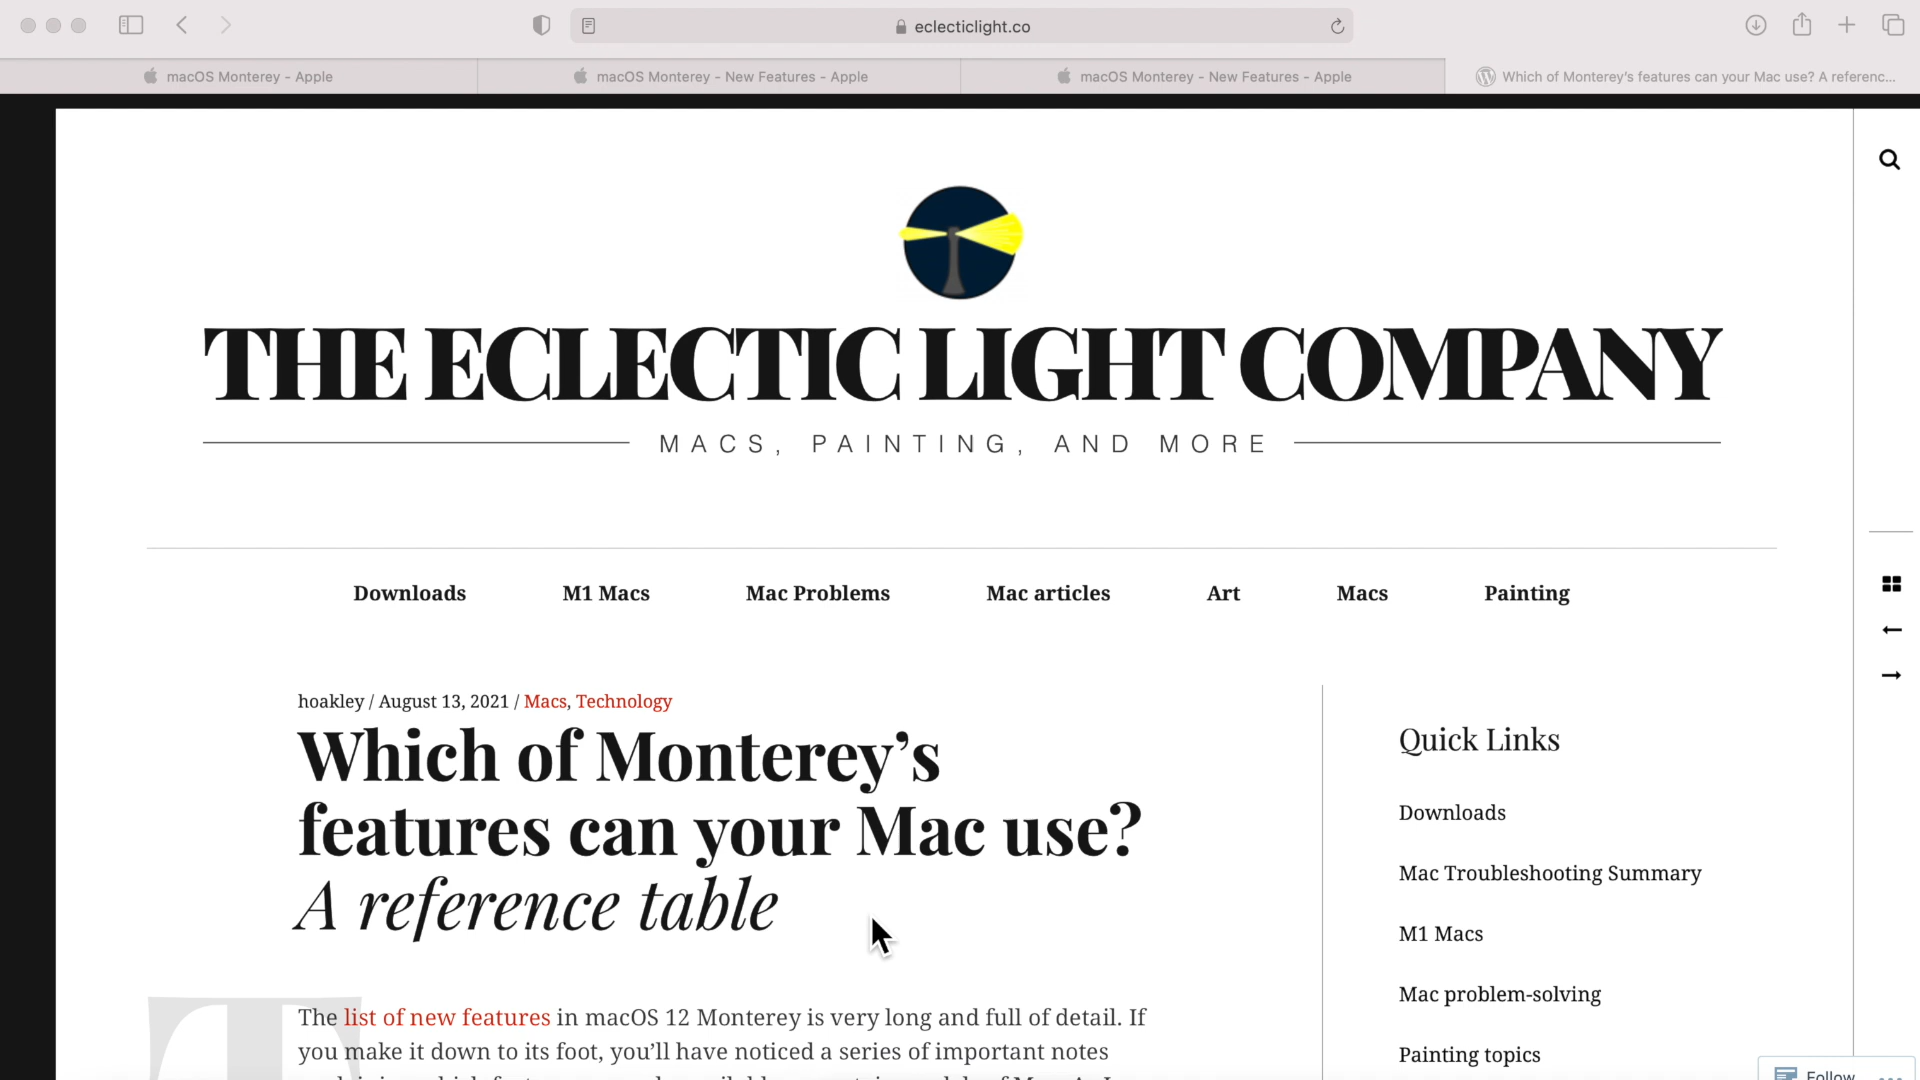 eclecticlight.co
macOS Monterey - Apple
macOS Monterey - New Features - Apple
macOS Monterey - New Features - Apple
Which of Monterey's features can your Mac use? A referenc...
THE ECLECTIC LIGHT COMPANY
MACS, PAINTING, AND MORE
Downloads
M1 Macs
Mac Problems
Mac articles
Art
Macs
Painting
hoakley / August 13, 2021 / Macs, Technology
Which of Monterey’s
features can your Mac use?
A reference table
The list of new features in macOS 12 Monterey is very long and full of detail. If
you make it down to its foot, you’ll have noticed a series of important notes
Quick Links
Downloads
Mac Troubleshooting Summary
M1 Macs
Mac problem-solving
Painting topics
Follow